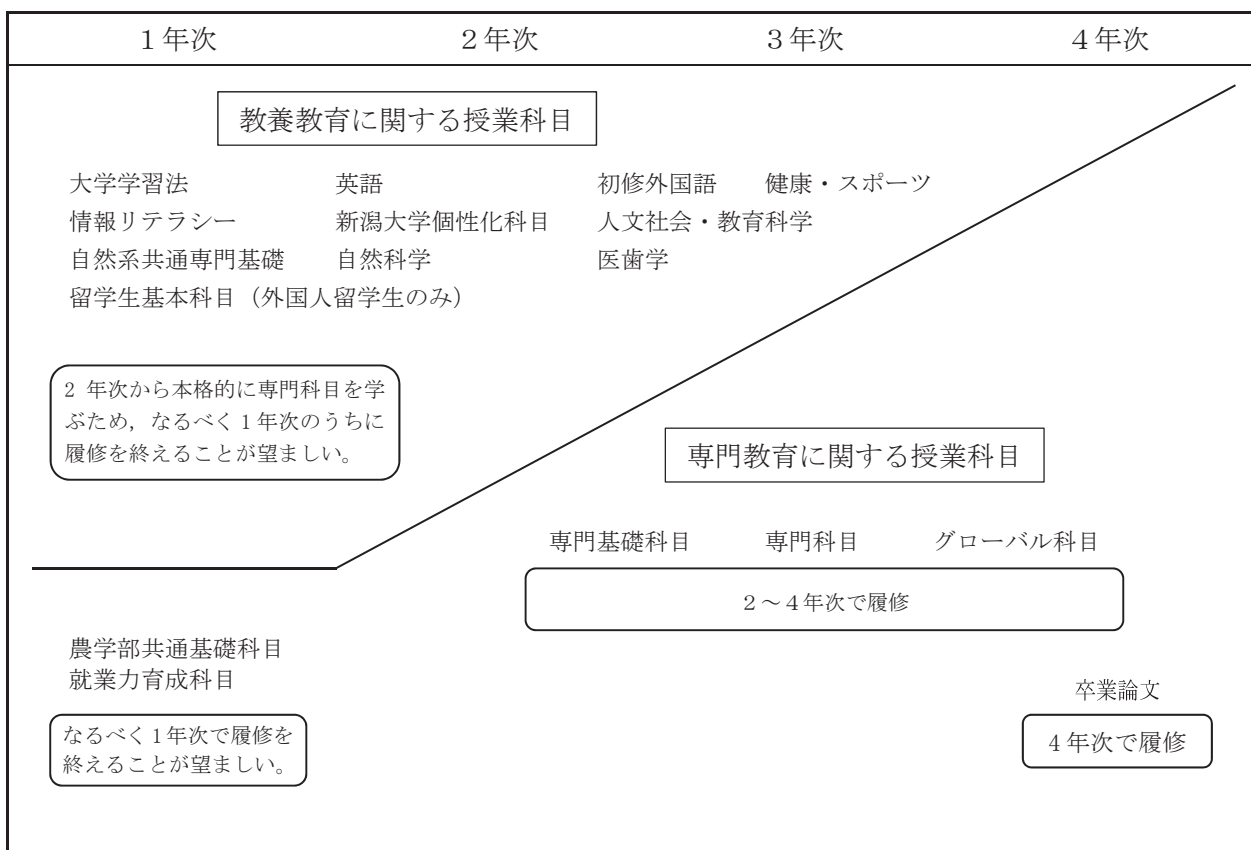 １年次 ２年次 ３年次 ４年次
教養教育に関する授業科目
大学学習法 英語 初修外国語 健康・スポーツ
情報リテラシー 新潟大学個性化科目 人文社会・教育科学
自然系共通専門基礎 自然科学 医歯学
留学生基本科目（外国人留学生のみ）
2 年次から本格的に専門科目を学
ぶため，なるべく１年次のうちに
履修を終えることが望ましい。
専門教育に関する授業科目
専門基礎科目 専門科目 グローバル科目
２～４年次で履修
農学部共通基礎科目
就業力育成科目
なるべく１年次で履修を
終えることが望ましい。
卒業論文
４年次で履修